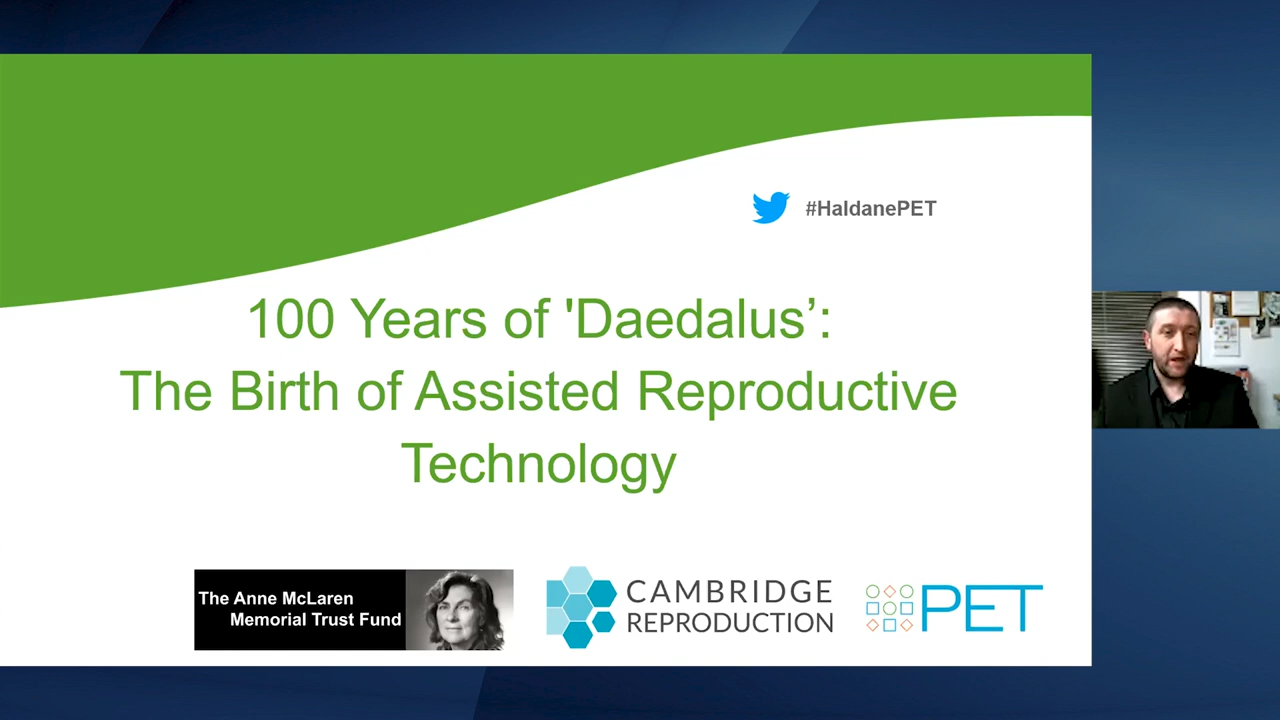 #HaldanePET
100 Years of 'Daedalus’:
The Birth of Assisted Reproductive
Technology
The Anne McLaren
Memorial Trust Fund
CAMBRIDGE
REPRODUCTION
PET